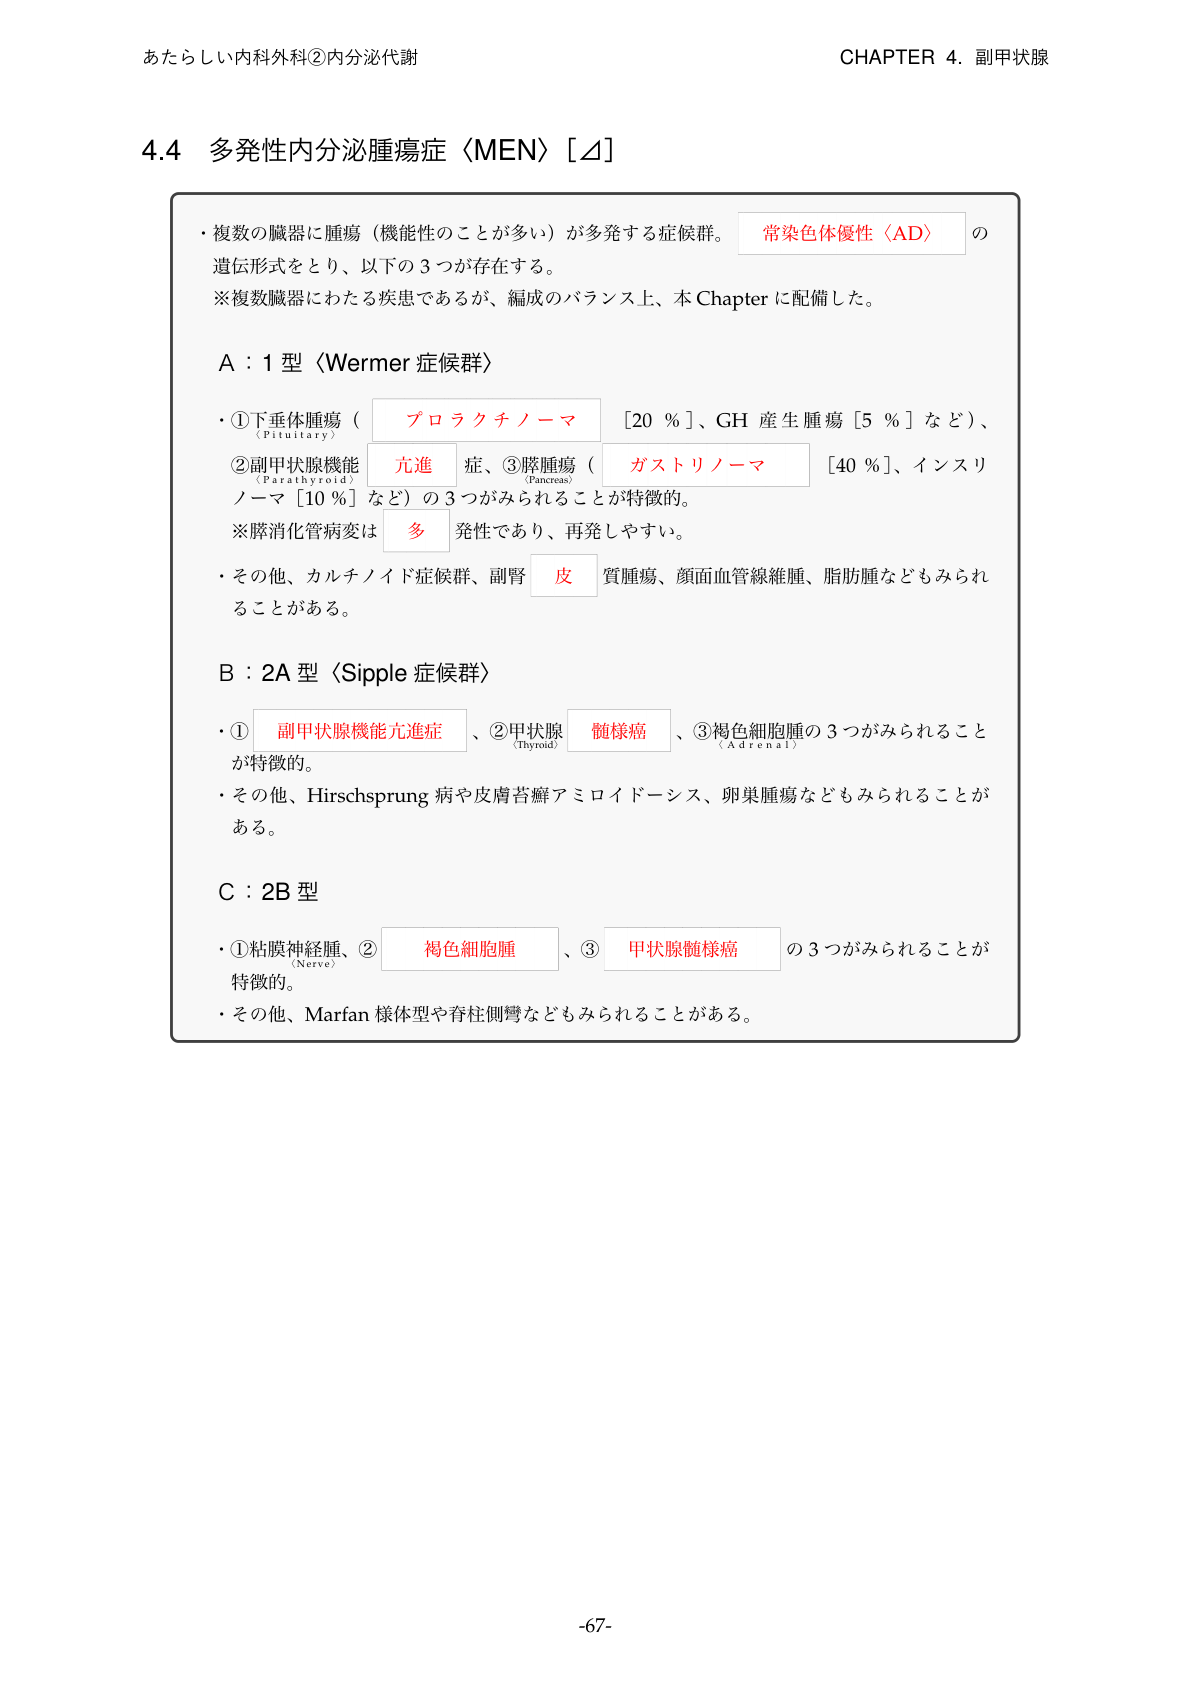 あたらしい内科外科②内分泌代謝
CHAPTER 4. 副甲状腺
4.4 多発性内分泌腫瘍症〈MEN〉［⊿］
・複数の臓器に腫瘍（機能性のことが多い）が多発する症候群。 常染色体優性〈AD〉 の
遺伝形式をとり、以下の 3 つが存在する。
※複数臓器にわたる疾患であるが、編成のバランス上、本 Chapter に配備した。
A：1 型〈Wermer 症候群〉
・①下垂体腫瘍（ プロラクチノーマ ［20 %］、GH 産生腫瘍［5 %］など）、
〈Pituitary〉
②副甲状腺機能 亢進 症、③膵腫瘍（ ガストリノーマ ［40 %］、インスリ
〈Parathyroid〉 〈Pancreas〉
ノーマ［10 %］など）の 3 つがみられることが特徴的。
※膵消化管病変は 多 発性であり、再発しやすい。
・その他、カルチノイド症候群、副腎 皮 質腫瘍、顔面血管線維腫、脂肪腫などもみられ
ることがある。
B：2A 型〈Sipple 症候群〉
・① 副甲状腺機能亢進症 、②甲状腺 髄様癌 、③褐色細胞腫の 3 つがみられること
〈Thyroid〉 〈Adrenal〉
が特徴的。
・その他、Hirschsprung 病や皮膚苔癬アミロイドーシス、卵巣腫瘍などもみられることが
ある。
C：2B 型
・①粘膜神経腫、② 褐色細胞腫 、③ 甲状腺髄様癌 の 3 つがみられることが
〈Nerve〉
特徴的。
・その他、Marfan 様体型や脊柱側彎などもみられることがある。
-67-